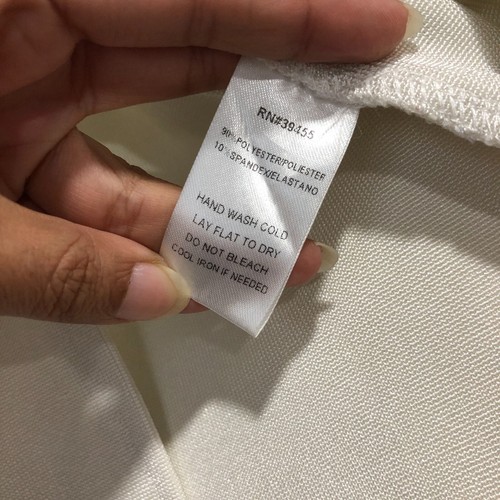 RN#39455
90%POLYESTER/POLIESTER
10%SPANDEX/ELASTANO
HAND WASH COLD
LAY FLAT TO DRY
DO NOT BLEACH
COOL IRON IF NEEDED